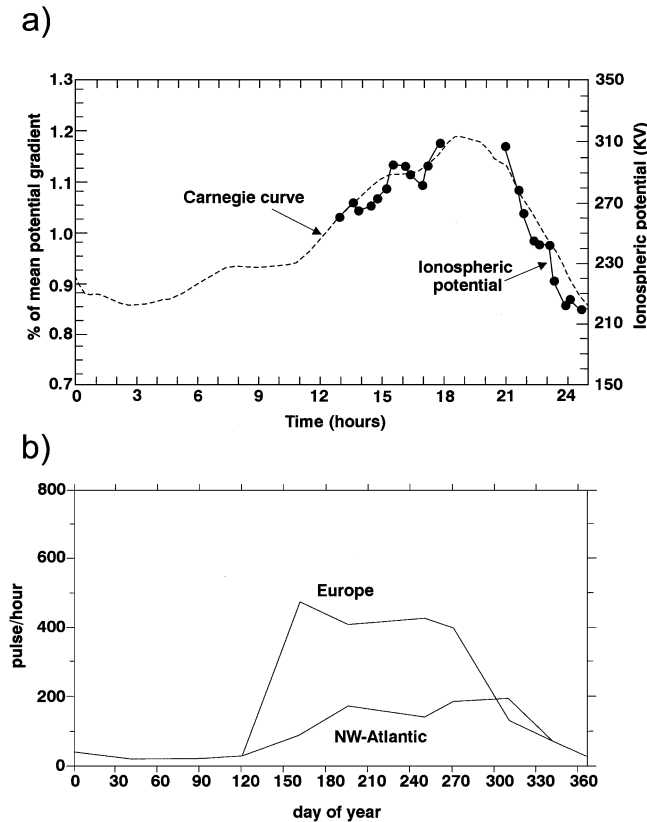 a)
1.3
1.2
1.1
1.0
0.9
0.8
0.7
% of mean potential gradient
350
310
270
230
210
150
Ionospheric potential (KV)
Carnegie curve
Ionospheric
potential
0 3 6 9 12 15 18 21 24
Time (hours)
b)
800
600
400
200
0
pulse/hour
Europe
NW-Atlantic
0 30 60 90 120 150 180 210 240 270 300 330 360
day of year